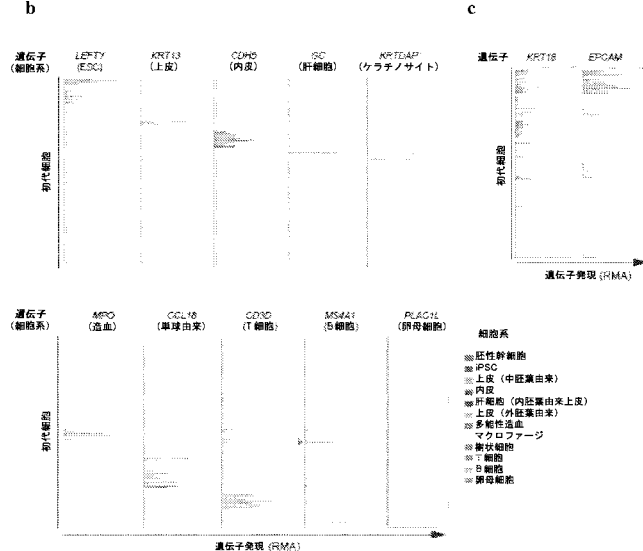 b
遺伝子 LEFTY KRT13 CDH5 GC KRTDAP
(細胞系) (ESC) (上皮) (内皮) (肝細胞) (ケラチノサイト)
初代細胞
遺伝子 MPO CCL18 CD3D MS4A1 PLAC1L
(細胞系) (造血) (単球由来) (T細胞) (B細胞) (卵母細胞)
初代細胞
遺伝子発現 (RMA)
c
遺伝子 KRT18 EPCAM
初代細胞
遺伝子発現 (RMA)
細胞系
胚性幹細胞
iPSC
上皮（中胚葉由来）
内皮
肝細胞（内胚葉由来上皮）
上皮（外胚葉由来）
多能性造血
マクロファージ
樹状細胞
T細胞
B細胞
卵母細胞